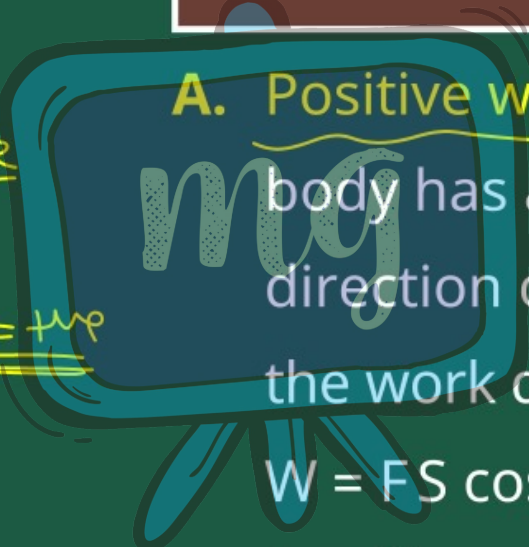 A. Positive w
mg
body has
direction
the work
W = FS cos
= +ve